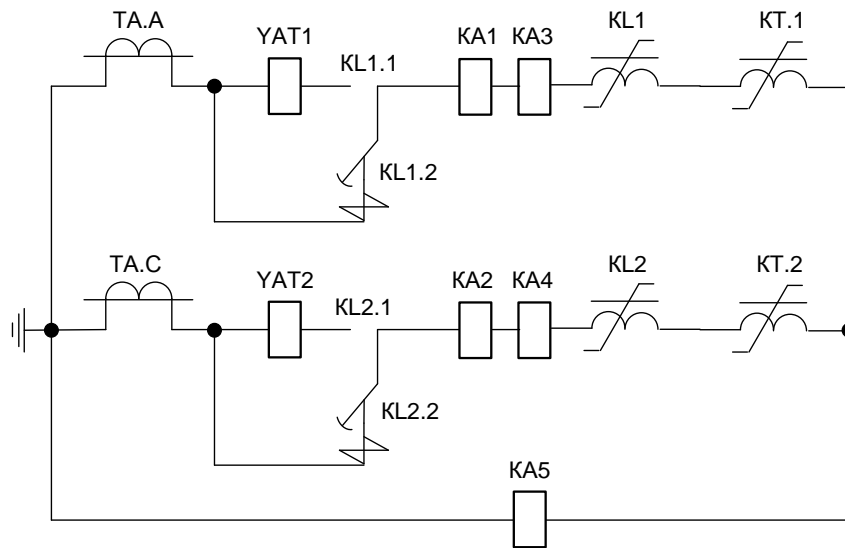 TA.A
YAT1
KL1.1
KA1
KA3
KL1
KT.1
KL1.2
TA.C
YAT2
KL2.1
KA2
KA4
KL2
KT.2
KL2.2
KA5